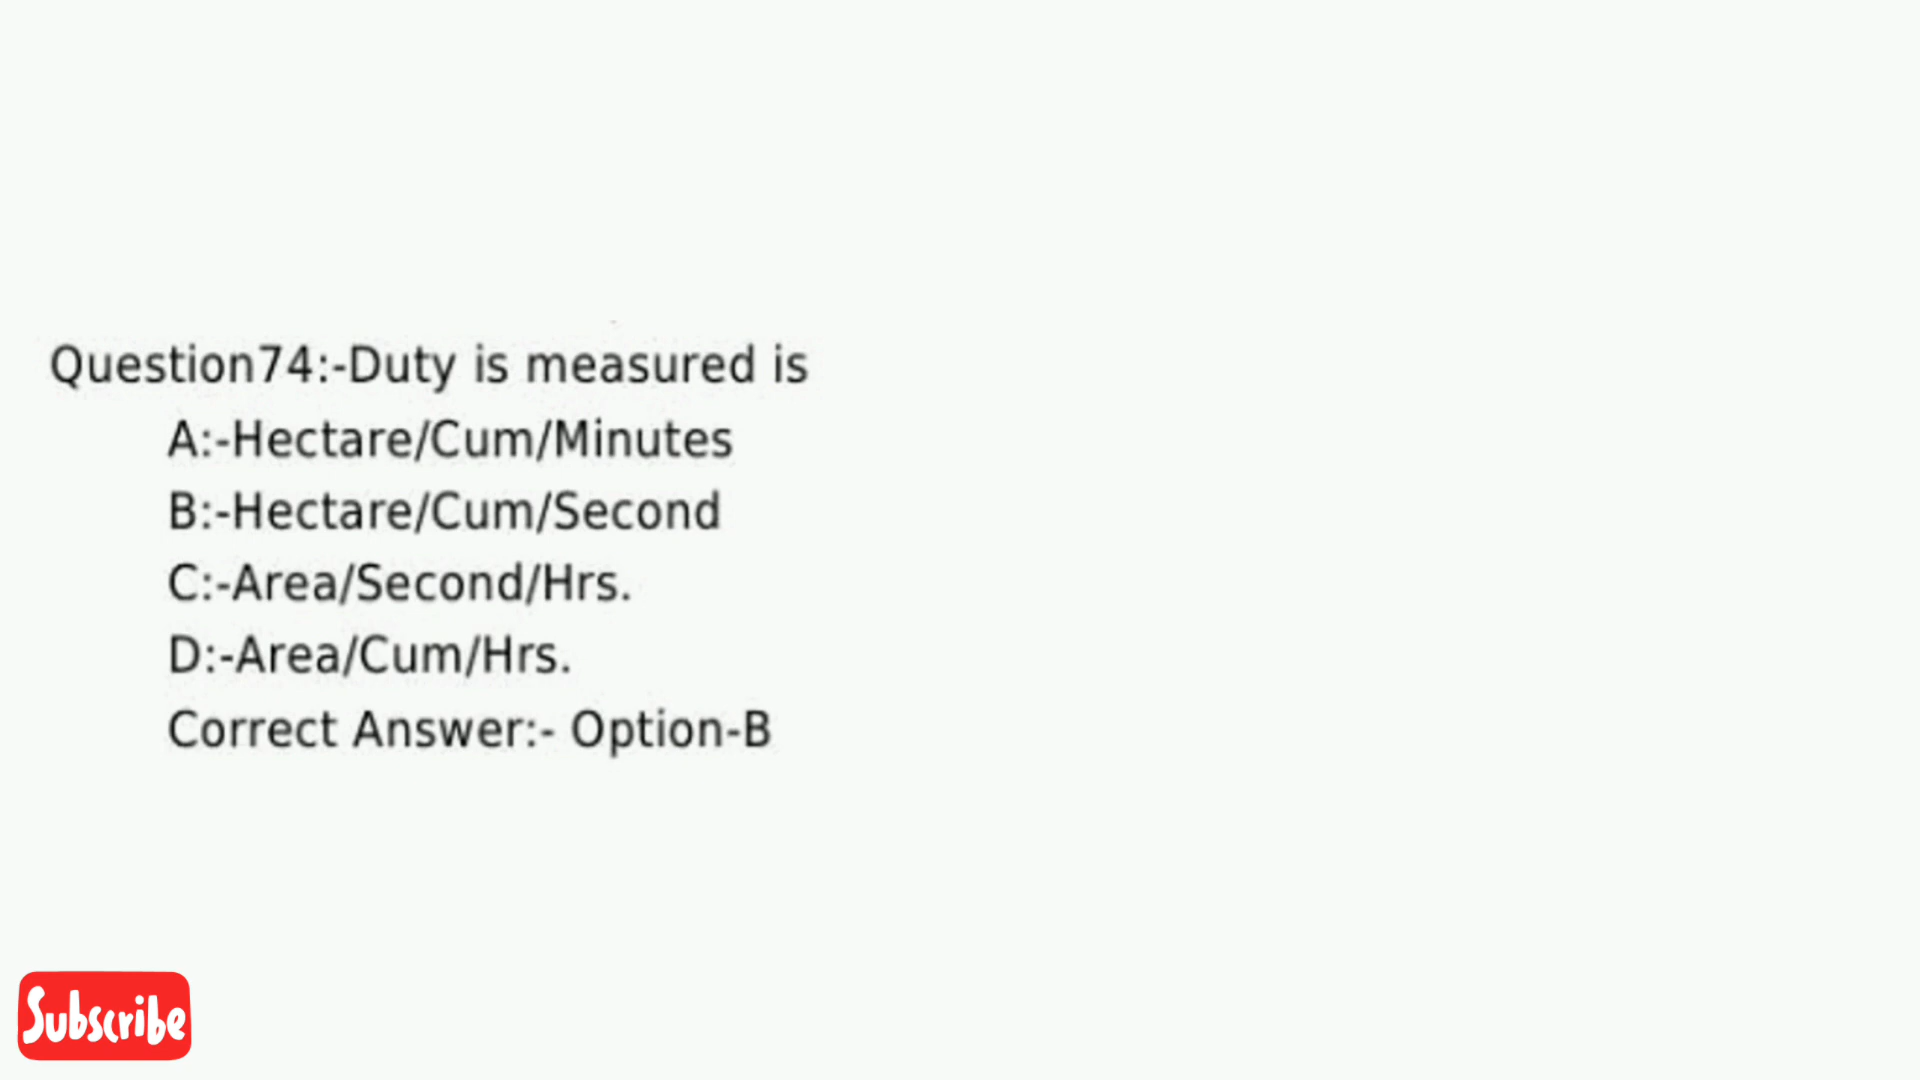 Question74:-Duty is measured is
A:-Hectare/Cum/Minutes
B:-Hectare/Cum/Second
C:-Area/Second/Hrs.
D:-Area/Cum/Hrs.
Correct Answer:- Option-B
Subscribe